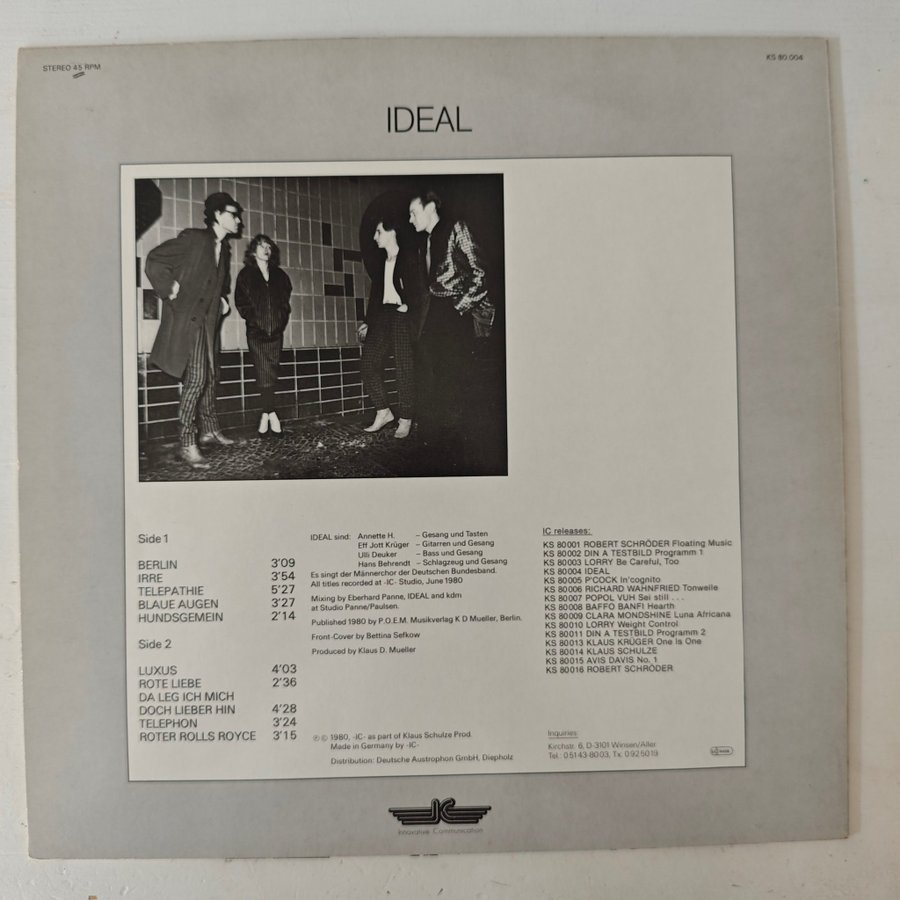 STEREO 45 RPM
KS 80.004
IDEAL
Side 1
BERLIN 3'09
IRRE 3'54
TELEPATHIE 5'27
BLAUE AUGEN 3'27
HUNDSGEMEIN 2'14
Side 2
LUXUS 4'03
ROTE LIEBE 2'36
DA LEG ICH MICH
DOCH LIEBER HIN 4'28
TELEPHON 3'24
ROTER ROLLS ROYCE 3'15
IDEAL sind: Annette H. – Gesang und Tasten
Eff Jott Krüger – Gitarren und Gesang
Ulli Deuker – Bass und Gesang
Hans Behrendt – Schlagzeug und Gesang
Es singt der Männerchor der Deutschen Bundesband.
All titles recorded at -IC- Studio, June 1980
Mixing by Eberhard Panne, IDEAL and kdm
at Studio Panne/Paulsen.
Published 1980 by P.O.E.M. Musikverlag K D Mueller, Berlin.
Front-Cover by Bettina Sefkow
Produced by Klaus D. Mueller
℗ © 1980, -IC- as part of Klaus Schulze Prod.
Made in Germany by -IC-
Distribution: Deutsche Austrophon GmbH, Diepholz
IC releases:
KS 80001 ROBERT SCHRÖDER Floating Music
KS 80002 DIN A TESTBILD Programm 1
KS 80003 LORRY Be Careful, Too
KS 80004 IDEAL
KS 80005 P'COCK In'cognito
KS 80006 RICHARD WAHNFRIED Tonwelle
KS 80007 POPOL VUH Sei still . . .
KS 80008 BAFFO BANFI Hearth
KS 80009 CLARA MONDSHINE Luna Africana
KS 80010 LORRY Weight Control
KS 80011 DIN A TESTBILD Programm 2
KS 80013 KLAUS KRÜGER One is One
KS 80014 KLAUS SCHULZE
KS 80015 AVIS DAVIS No. 1
KS 80016 ROBERT SCHRÖDER
Inquiries:
Kirchstr. 6, D-3101 Winsen/Aller
Tel.: 05143-8003, Tx: 0925019
IC
Innovative Communication